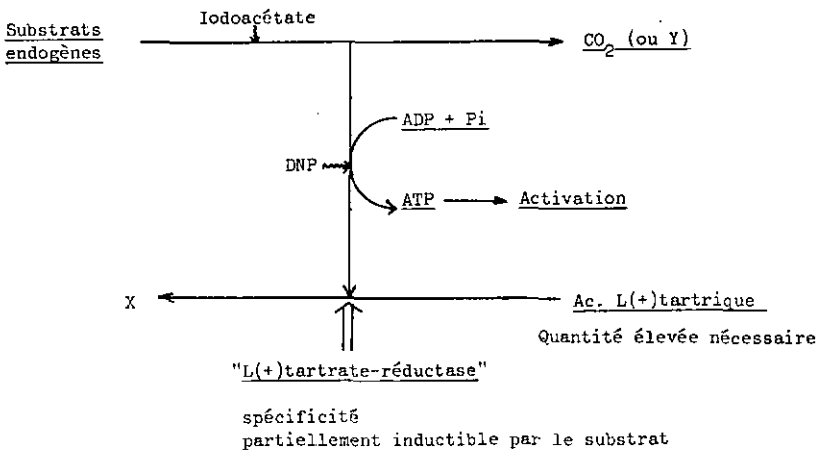 Iodoacétate
Substrats
endogènes
CO2 (ou Y)
ADP + Pi
DNP
ATP
Activation
X
Ac. L(+)tartrique
Quantité élevée nécessaire
"L(+)tartrate-réductase"
spécificité
partiellement inductible par le substrat